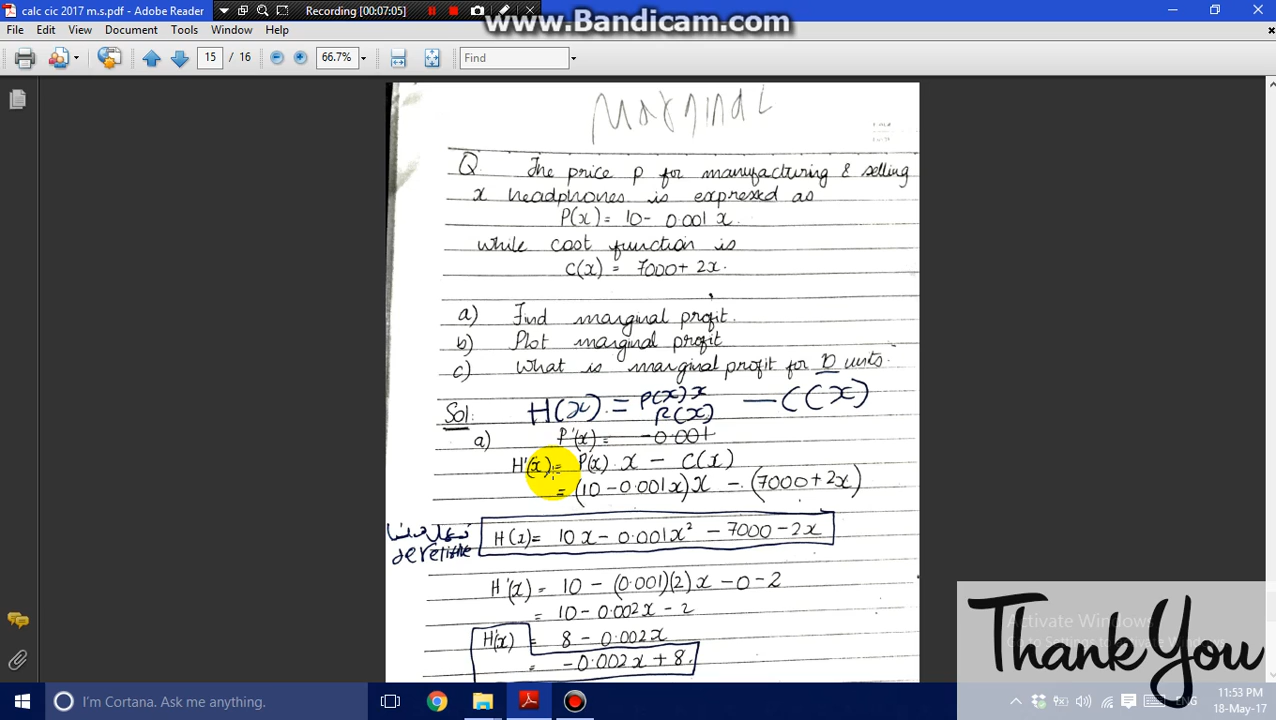 calc cic 2017 m.s.pdf - Adobe Reader
Recording [00:07:05]
www.Bandicam.com
File Edit View Document Tools Window Help
15 / 16 66.7% Find
Marginal
Q. The price p for manufacturing & selling
x headphones is expressed as
P(x) = 10 - 0.001 x.
while cost function is
C(x) = 7000 + 2x.
a) Find marginal profit.
b) Plot marginal profit
c) What is marginal profit for 10 units.
Sol: H(x) = P(x) x - C(x)
R(x)
a) P'(x) = -0.001
H'(x) = P(x) . x - C(x)
= (10 - 0.001x)x - (7000 + 2x)
H(x) = 10x - 0.001x² - 7000 - 2x
H'(x) = 10 - (0.001)(2)x - 0 - 2
= 10 - 0.002x - 2
H(x) = 8 - 0.002x
= -0.002x + 8.
Thank You
Activate Windows
I'm Cortana. Ask me anything.
ENG
11:53 PM
18-May-17